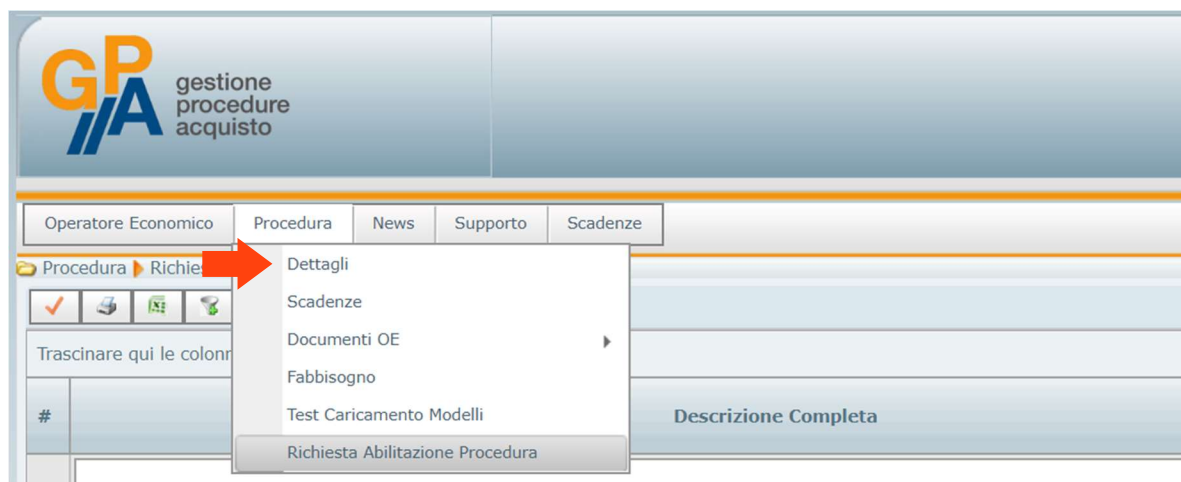 GPA
gestione
procedure
acquisto
Operatore Economico Procedura News Supporto Scadenze
Procedura Richies
Dettagli
Scadenze
Documenti OE
Fabbisogno
Test Caricamento Modelli
Richiesta Abilitazione Procedura
Trascinare qui le colonn
# Descrizione Completa